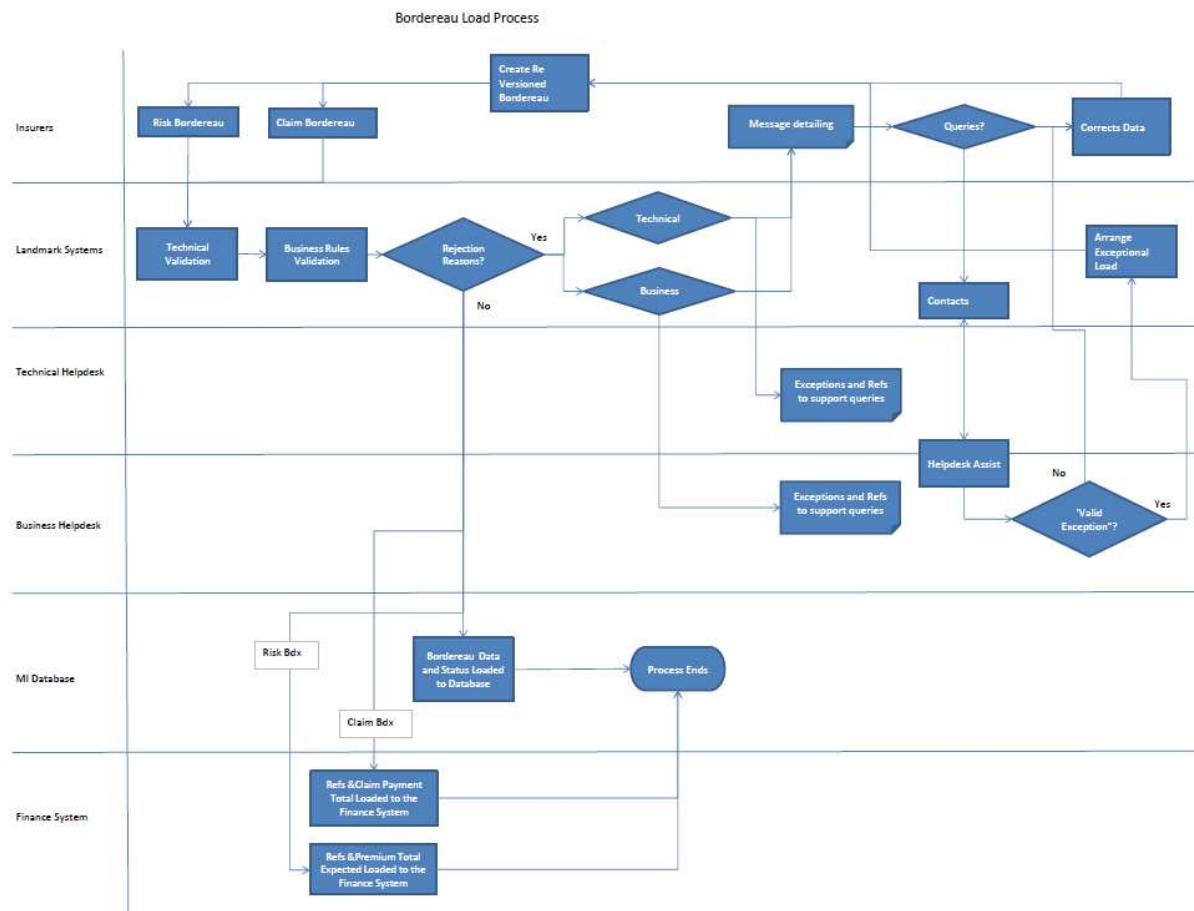 Bordereau Load Process
Create Re
Versioned
Bordereau
Insurers
Risk Bordereau
Claim Bordereau
Message detailing
Queries?
Corrects Data
Landmark Systems
Technical
Validation
Business Rules
Validation
Rejection
Reasons?
Yes
No
Technical
Business
Arrange
Exceptional
Load
Contacts
Technical Helpdesk
Exceptions and Refs
to support queries
Helpdesk Assist
No
Business Helpdesk
Exceptions and Refs
to support queries
'Valid
Exception"?
Yes
MI Database
Risk Bdx
Bordereau Data
and Status Loaded
to Database
Process Ends
Claim Bdx
Finance System
Refs &Claim Payment
Total Loaded to the
Finance System
Refs &Premium Total
Expected Loaded to the
Finance System